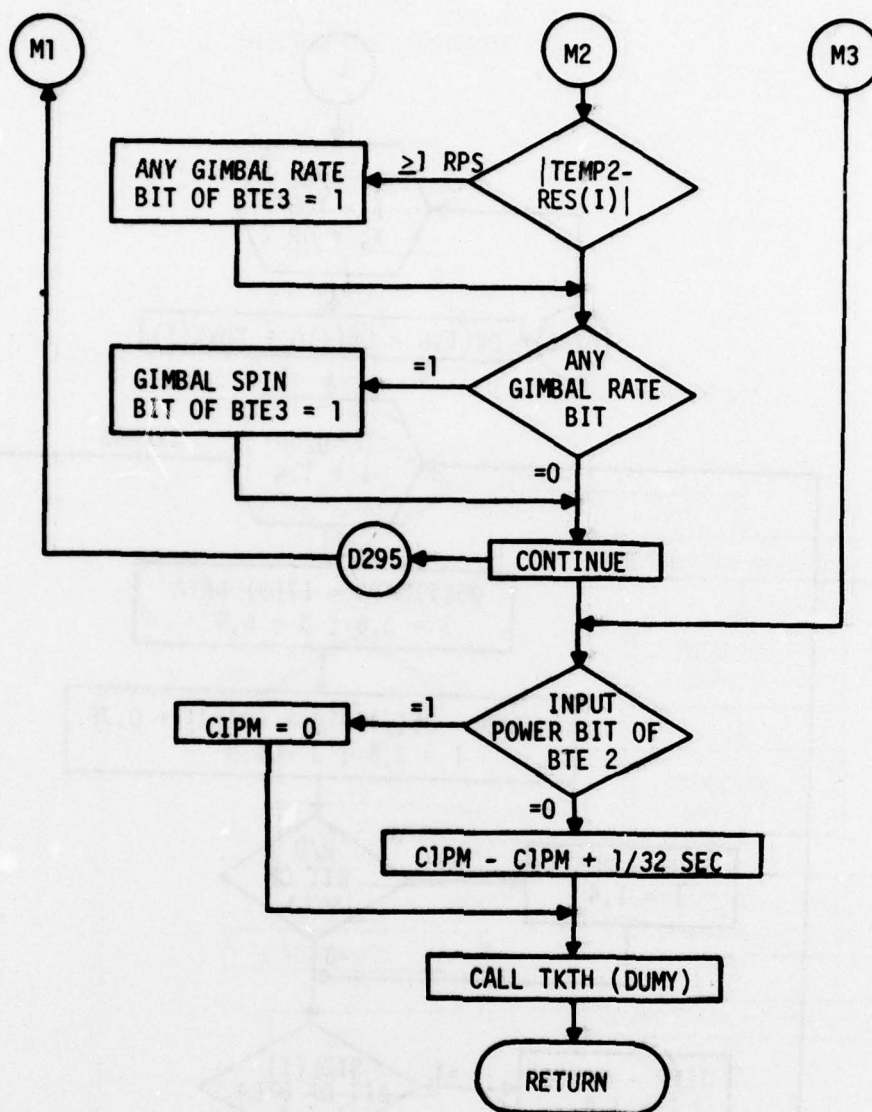 M1
M2
M3
|TEMP2-
RES(I)|
≥1 RPS
ANY GIMBAL RATE
BIT OF BTE3 = 1
ANY
GIMBAL RATE
BIT
=1
GIMBAL SPIN
BIT OF BTE3 = 1
=0
D295
CONTINUE
INPUT
POWER BIT OF
BTE 2
=1
CIPM = 0
=0
C1PM - C1PM + 1/32 SEC
CALL TKTH (DUMY)
RETURN